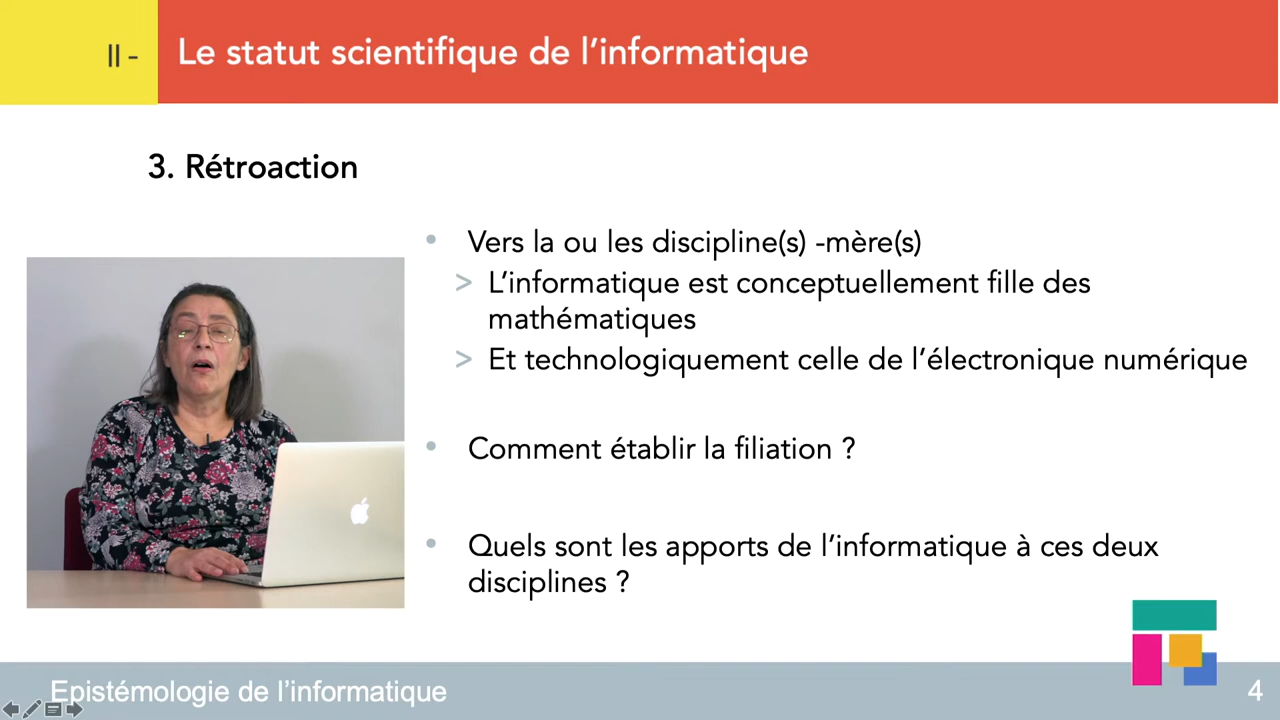 II -
Le statut scientifique de l’informatique
3. Rétroaction
• Vers la ou les discipline(s) -mère(s)
> L’informatique est conceptuellement fille des
mathématiques
> Et technologiquement celle de l’électronique numérique
• Comment établir la filiation ?
• Quels sont les apports de l’informatique à ces deux
disciplines ?
Epistémologie de l’informatique
4